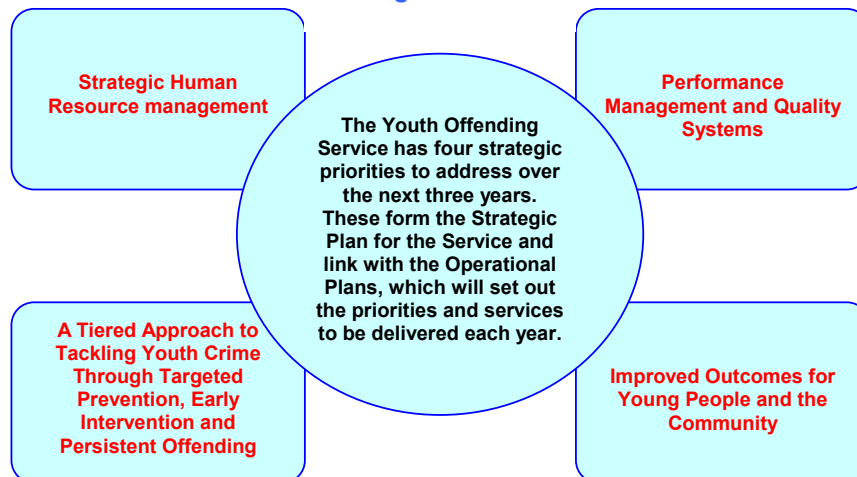 Strategic Human
Resource management
Performance
Management and Quality
Systems
The Youth Offending
Service has four strategic
priorities to address over
the next three years.
These form the Strategic
Plan for the Service and
link with the Operational
Plans, which will set out
the priorities and services
to be delivered each year.
A Tiered Approach to
Tackling Youth Crime
Through Targeted
Prevention, Early
Intervention and
Persistent Offending
Improved Outcomes for
Young People and the
Community